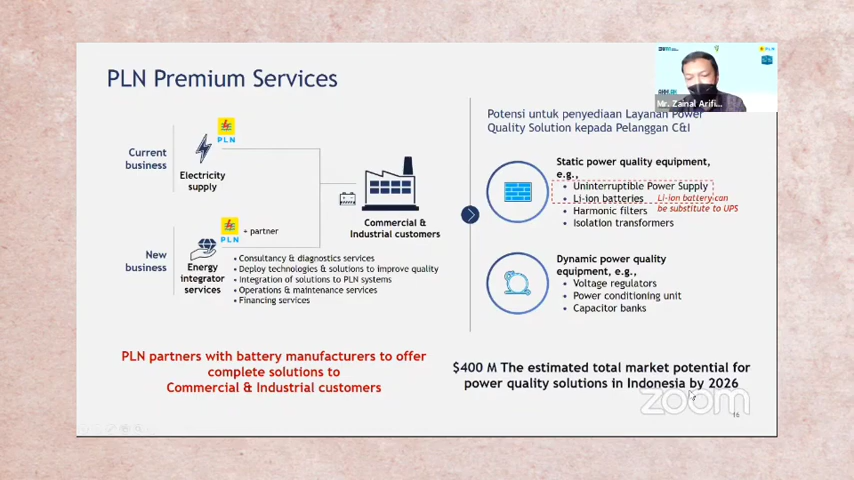 PLN Premium Services
Mr. Zainal Arifi...
PLN
Current
business
PLN
Electricity
supply
Commercial &
Industrial customers
New
business
PLN
+ partner
Energy
integrator
services
• Consultancy & diagnostics services
• Deploy technologies & solutions to improve quality
• Integration of solutions to PLN systems
• Operations & maintenance services
• Financing services
PLN partners with battery manufacturers to offer
complete solutions to
Commercial & Industrial customers
Potensi untuk penyediaan Layanan Power
Quality Solution kepada Pelanggan C&I
Static power quality equipment,
e.g.,
• Uninterruptible Power Supply
• Li-ion batteries
Li-ion battery can
be substitute to UPS
• Harmonic filters
• Isolation transformers
Dynamic power quality
equipment, e.g.,
• Voltage regulators
• Power conditioning unit
• Capacitor banks
$400 M The estimated total market potential for
power quality solutions in Indonesia by 2026
zoom
16